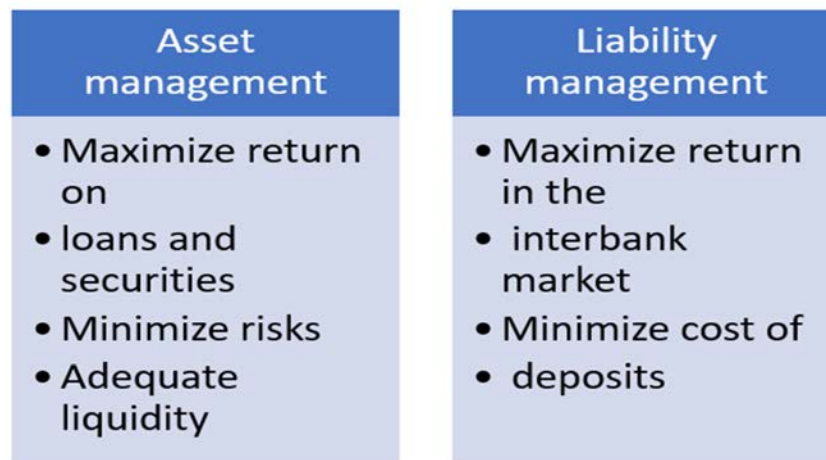 Asset
management
• Maximize return
on
• loans and
securities
• Minimize risks
• Adequate
liquidity
Liability
management
• Maximize return
in the
• interbank
market
• Minimize cost of
• deposits